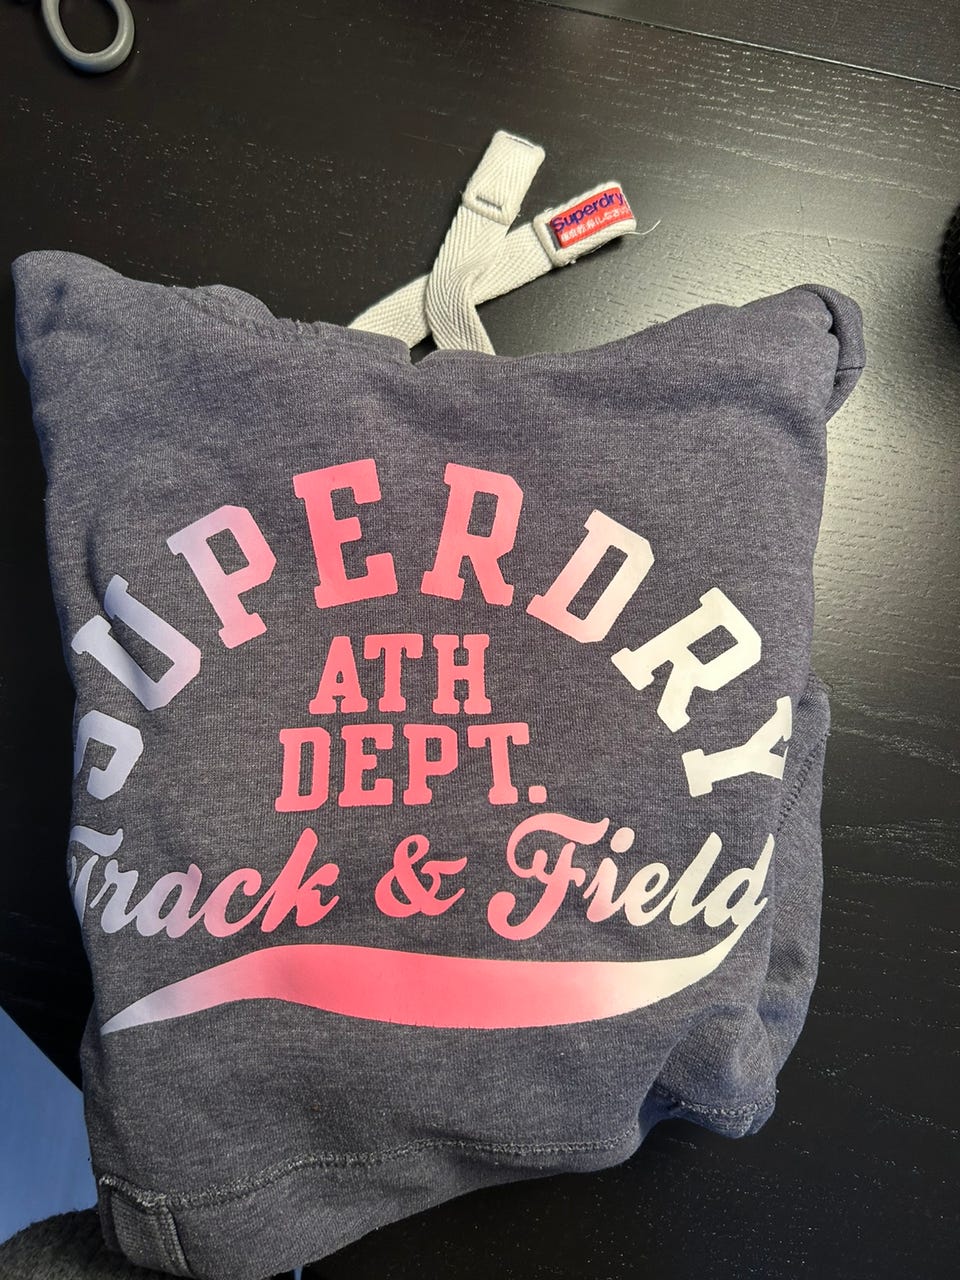 Superdry
SUPERDRY
ATH
DEPT.
Track & Field